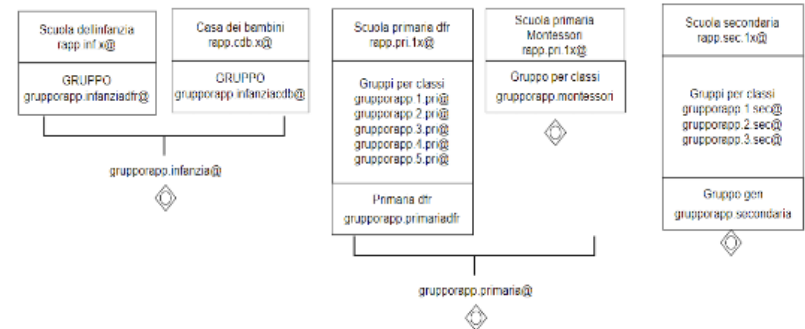 Scuola dellinfanzia
rapp.inf.x@
GRUPPO
grupporapp.infanziadfr@
Casa dei bambini
rapp.cdb.x@
GRUPPO
grupporapp.infanziacdb@
grupporapp.infanzia@
Scuola primaria dfr
rapp.pri.1x@
Gruppi per classi
grupporapp.1.pri@
grupporapp.2.pri@
grupporapp.3.pri@
grupporapp.4.pri@
grupporapp.5.pri@
Primaria dfr
grupporapp.primariadfr
Scuola primaria
Montessori
rapp.pri.1x@
Gruppo per classi
grupporapp.montessori
grupporapp.primaria@
Scuola secondaria
rapp.sec.1x@
Gruppi per classi
grupporapp.1.sec@
grupporapp.2.sec@
grupporapp.3.sec@
Gruppo gen
grupporapp.secondaria